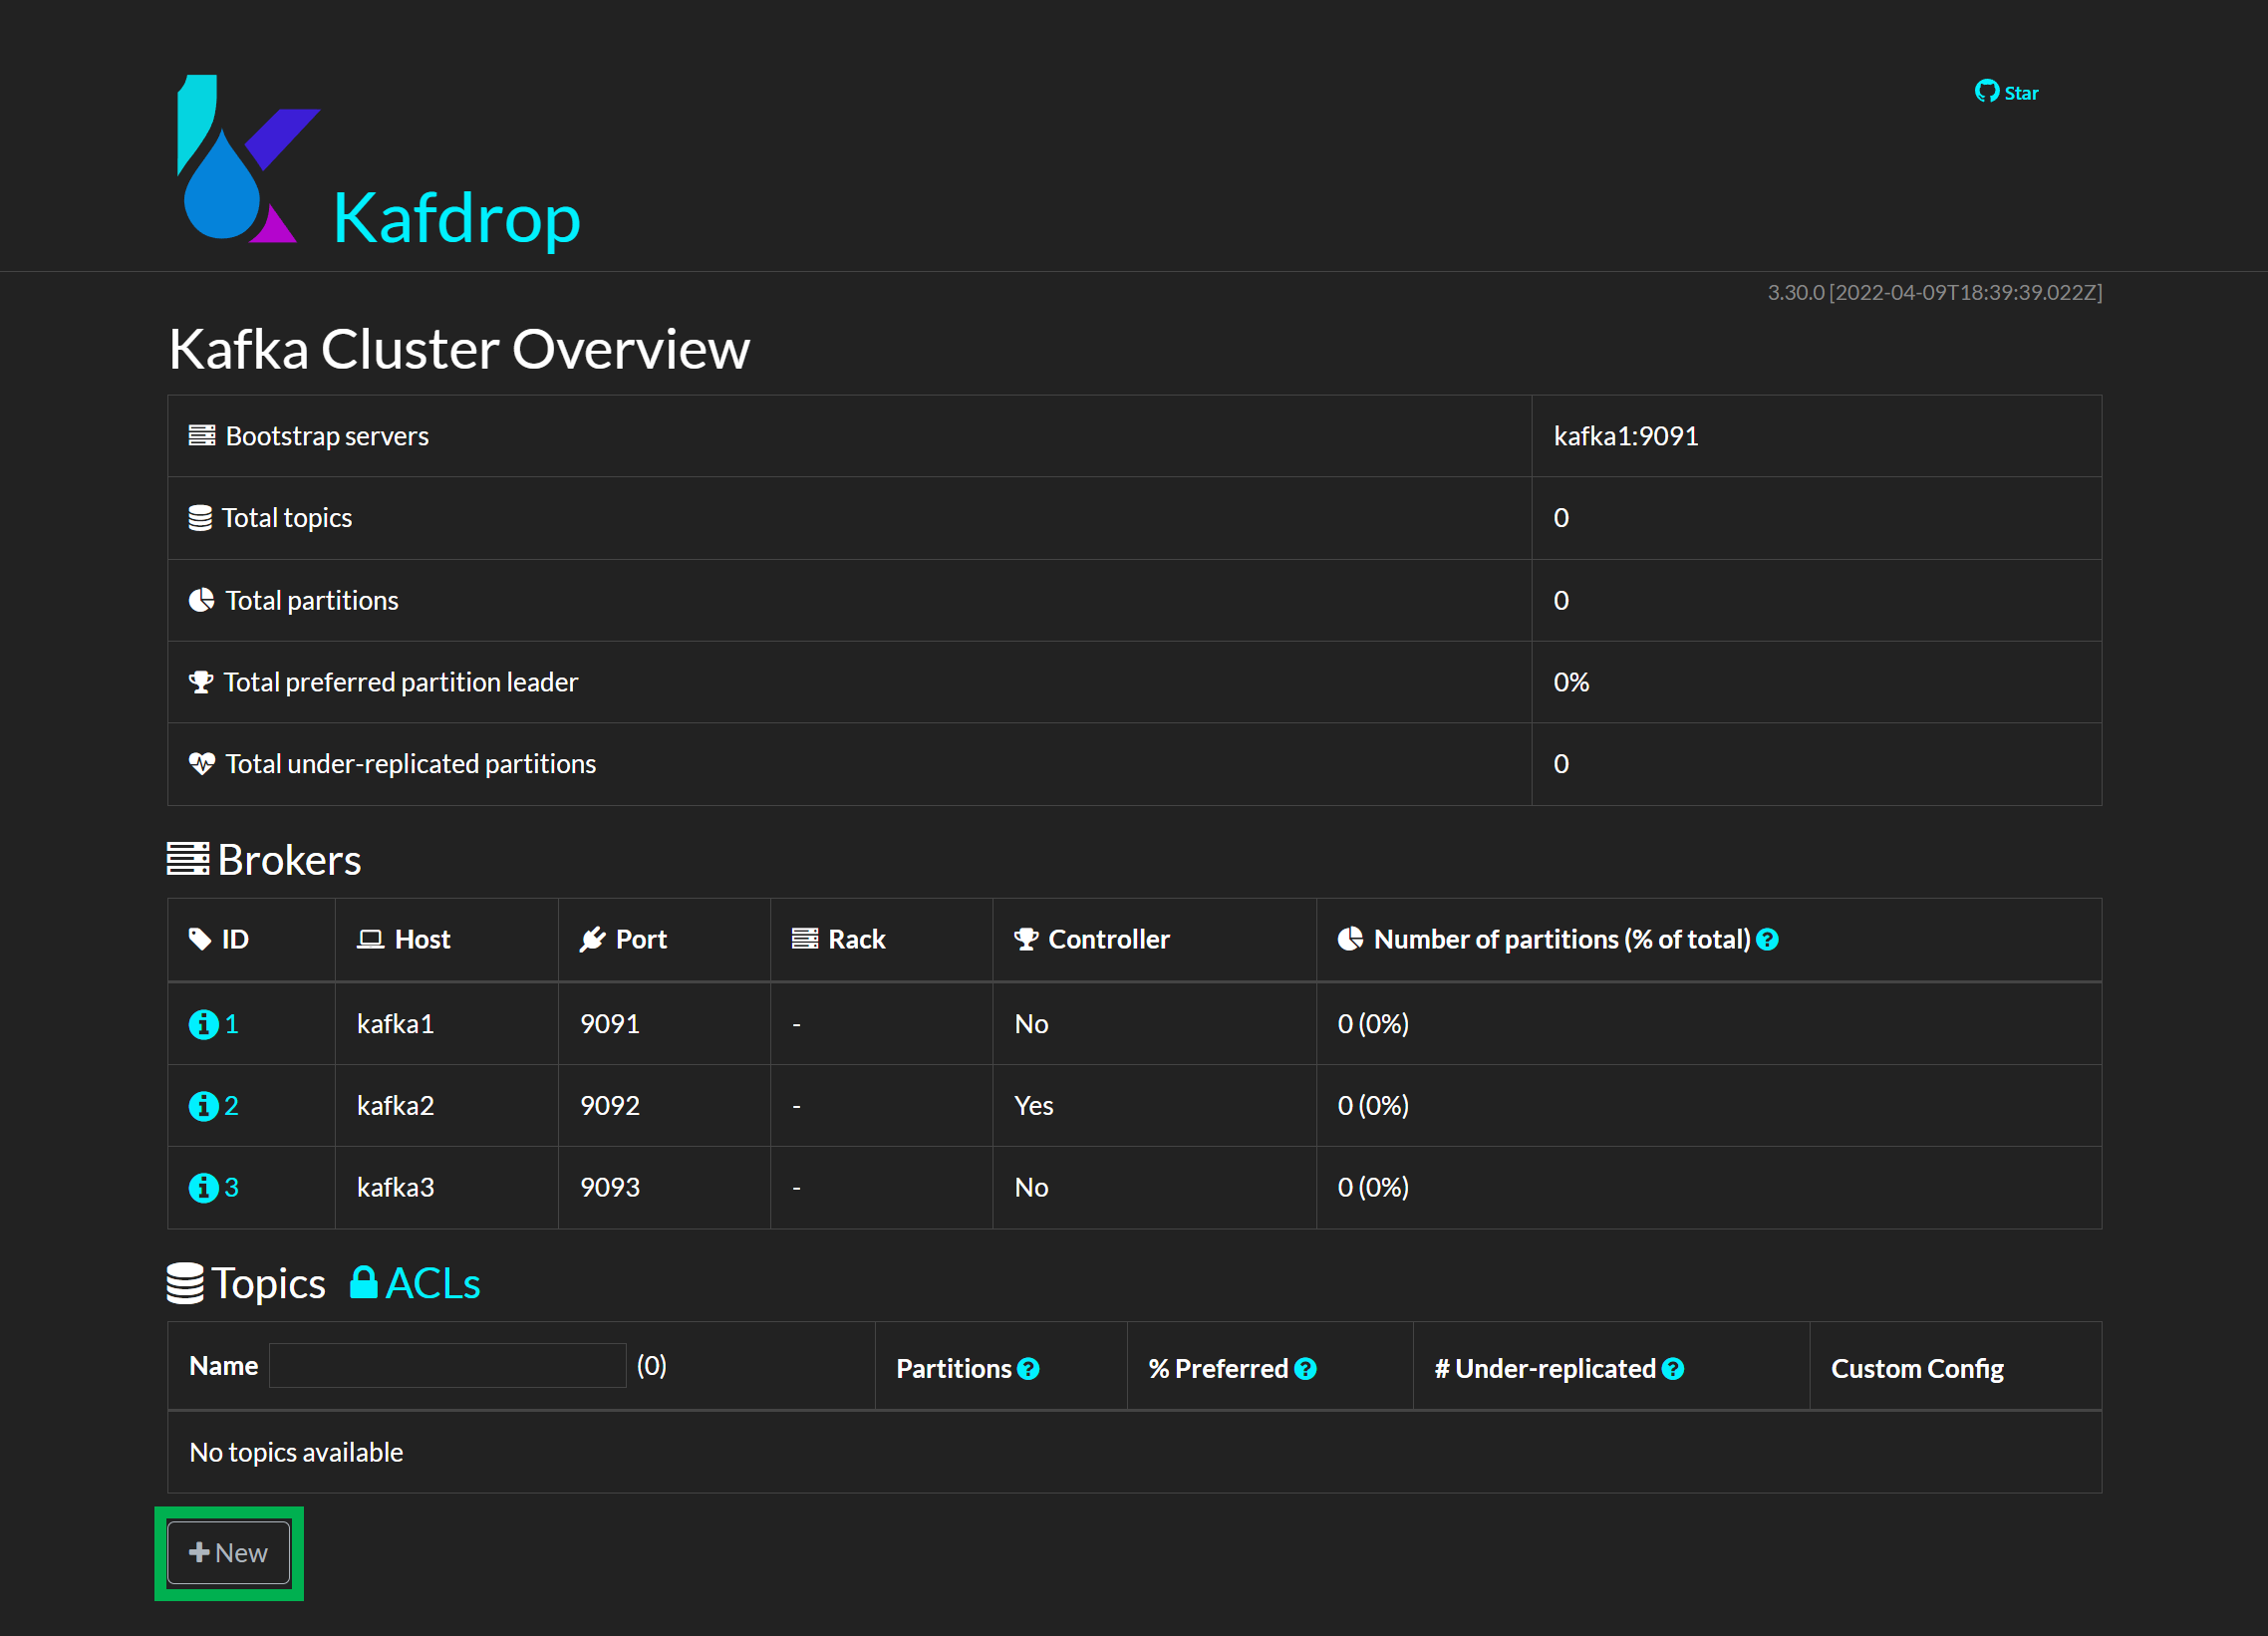 Star
Kafdrop
3.30.0 [2022-04-09T18:39:39.022Z]
Kafka Cluster Overview
Bootstrap servers kafka1:9091
Total topics 0
Total partitions 0
Total preferred partition leader 0%
Total under-replicated partitions 0
Brokers
ID Host Port Rack Controller Number of partitions (% of total)
1 kafka1 9091 - No 0 (0%)
2 kafka2 9092 - Yes 0 (0%)
3 kafka3 9093 - No 0 (0%)
Topics ACLs
Name (0) Partitions % Preferred # Under-replicated Custom Config
No topics available
New